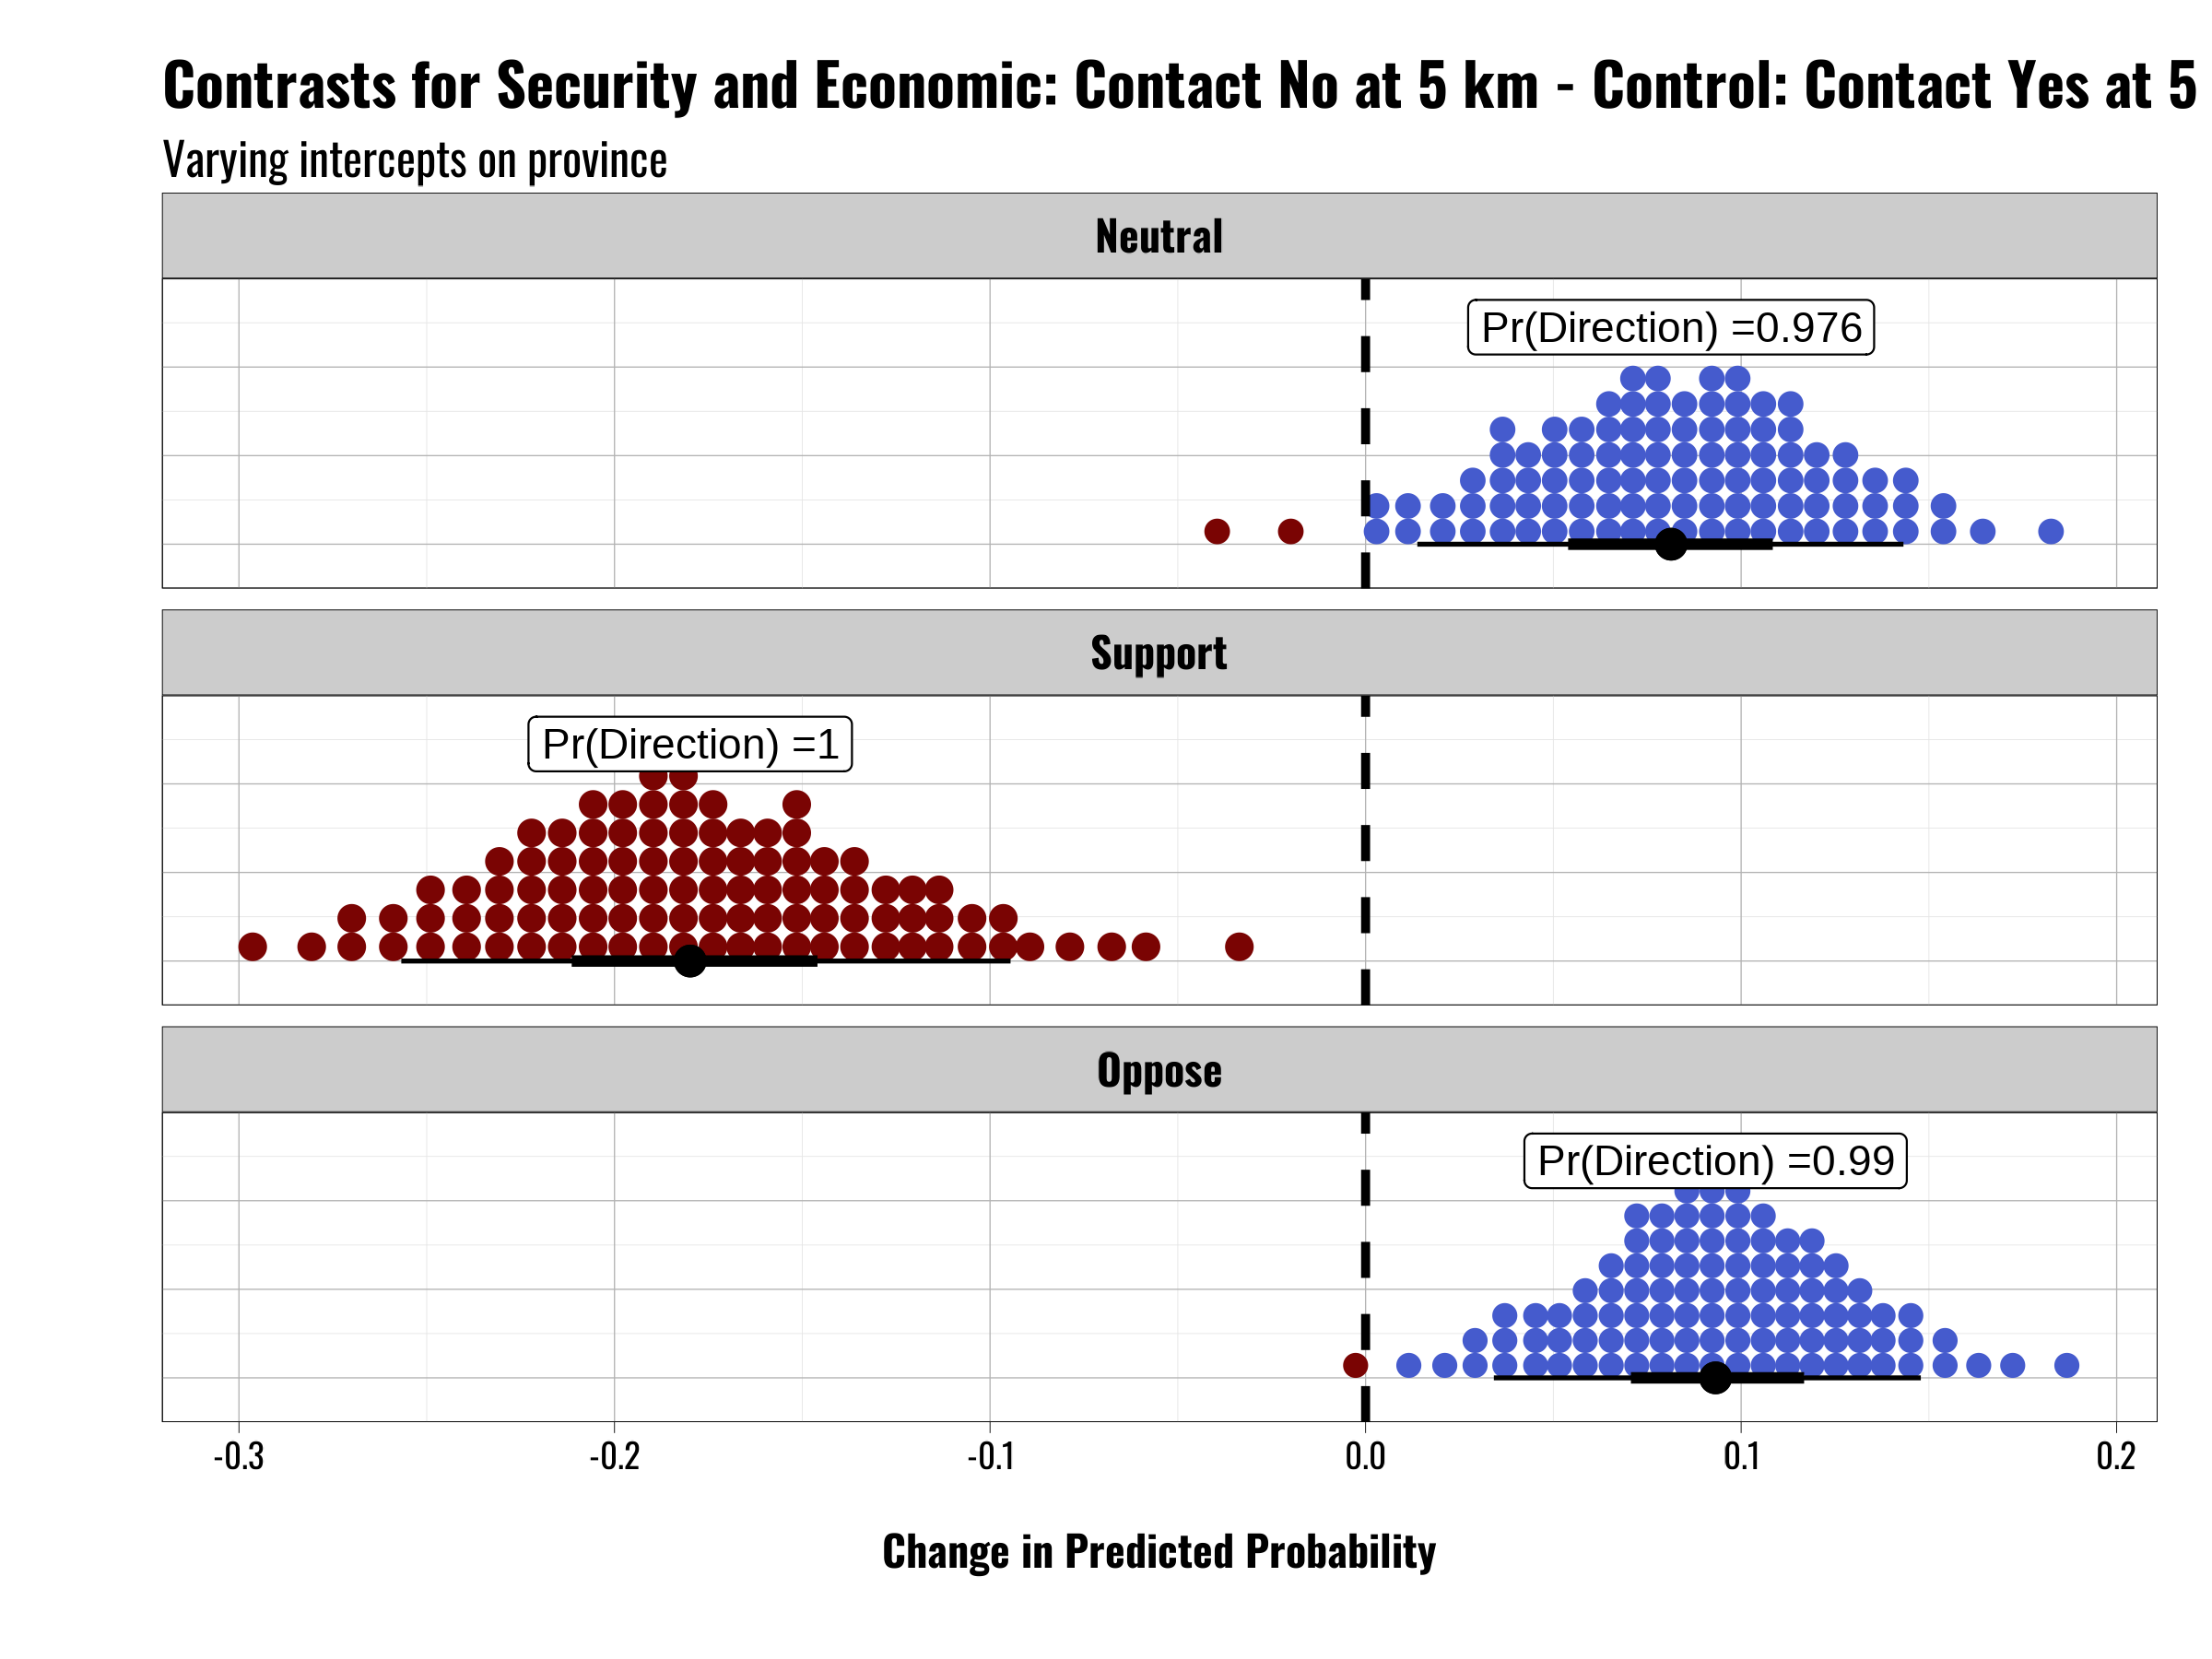 Contrasts for Security and Economic: Contact No at 5 km - Control: Contact Yes at 5
Varying intercepts on province
Neutral
Pr(Direction) =0.976
Support
Pr(Direction) =1
Oppose
Pr(Direction) =0.99
-0.3 -0.2 -0.1 0.0 0.1 0.2
Change in Predicted Probability